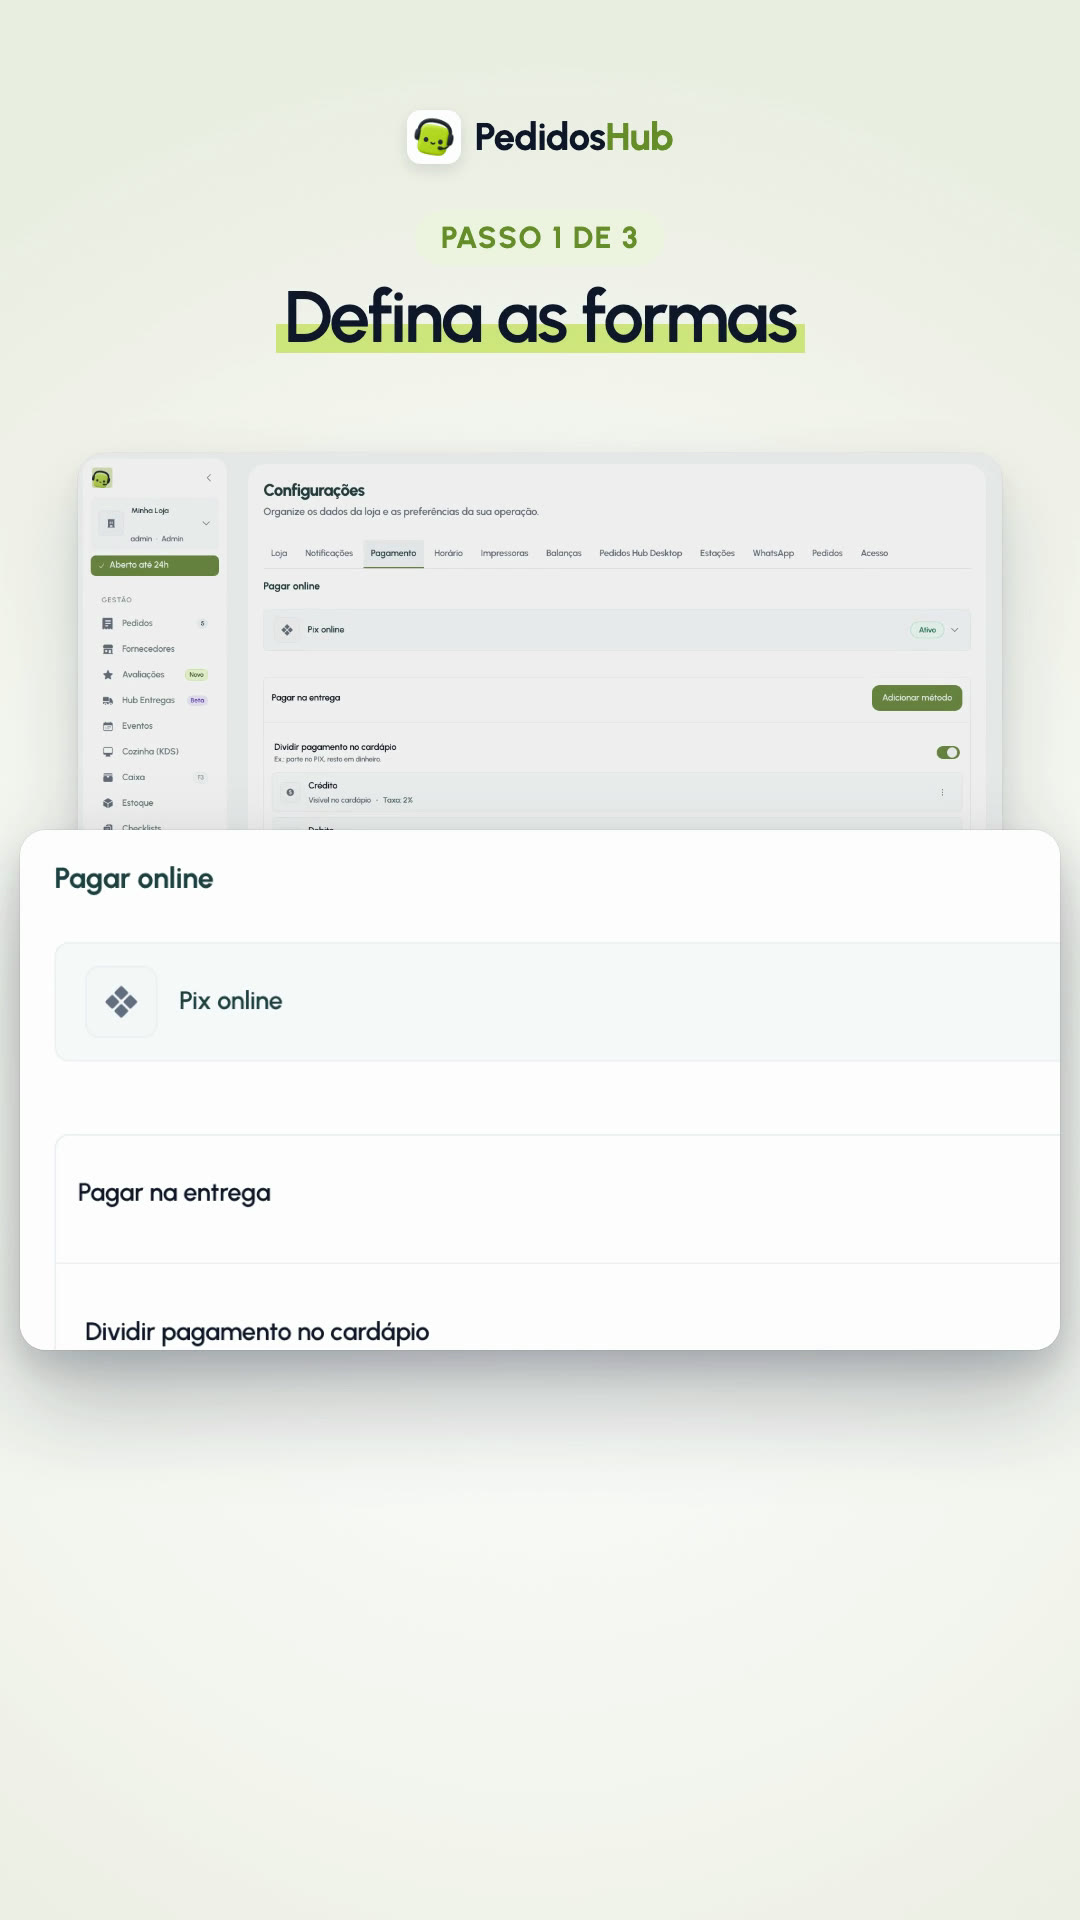 PedidosHub
PASSO 1 DE 3
Defina as formas
Minha Loja
admin · Admin
Aberto até 24h
GESTÃO
Pedidos
Fornecedores
Avaliações Novo
Hub Entregas Beta
Eventos
Cozinha (KDS)
Caixa
Estoque
Checklists
Configurações
Organize os dados da loja e as preferências da sua operação.
Loja Notificações Pagamento Horário Impressoras Balanças Pedidos Hub Desktop Estações WhatsApp Pedidos Acesso
Pagar online
Pix online Ativo
Pagar na entrega Adicionar método
Dividir pagamento no cardápio
Ex.: parte no PIX, resto em dinheiro.
Crédito
Visível no cardápio · Taxa: 2%
Pagar online
Pix online
Pagar na entrega
Dividir pagamento no cardápio